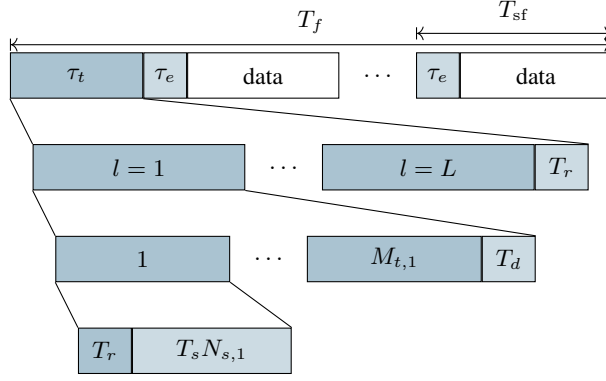 T_f
T_sf
τ_t τ_e data ⋯ τ_e data
l = 1 ⋯ l = L T_r
1 ⋯ M_{t,1} T_d
T_r T_s N_{s,1}